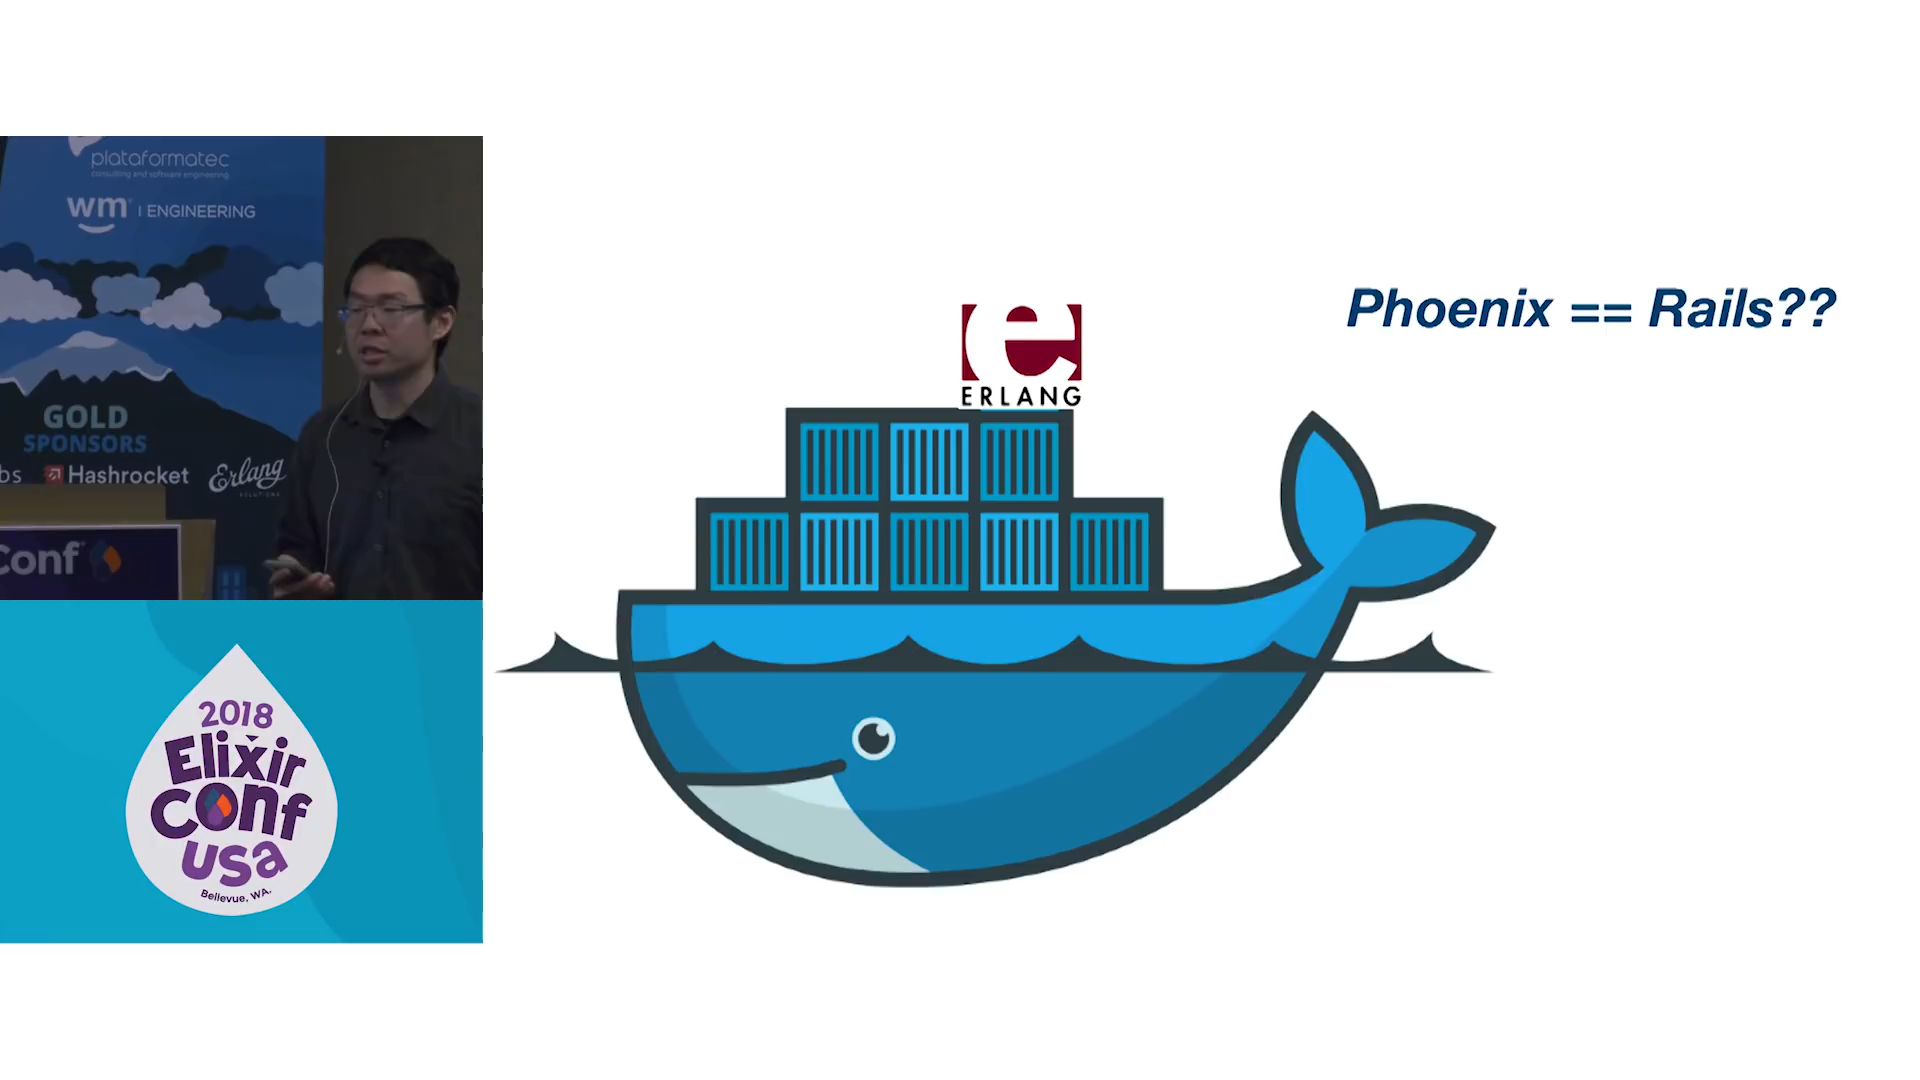 plataformatec
consulting and software engineering
wm | ENGINEERING
GOLD
SPONSORS
bs Hashrocket Erlang
SOLUTIONS
Conf
2018
Elixir
Conf
USA
Bellevue, WA.
e
ERLANG
Phoenix == Rails??